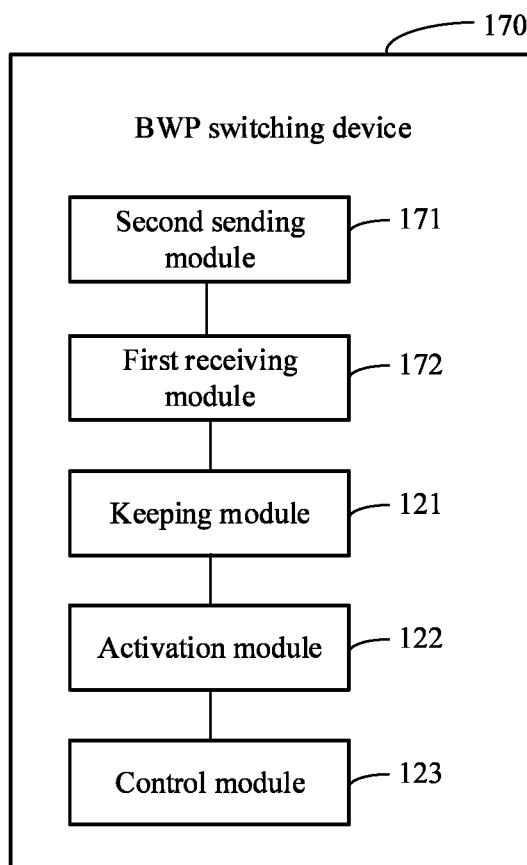 170
BWP switching device
Second sending
module
171
First receiving
module
172
Keeping module
121
Activation module
122
Control module
123